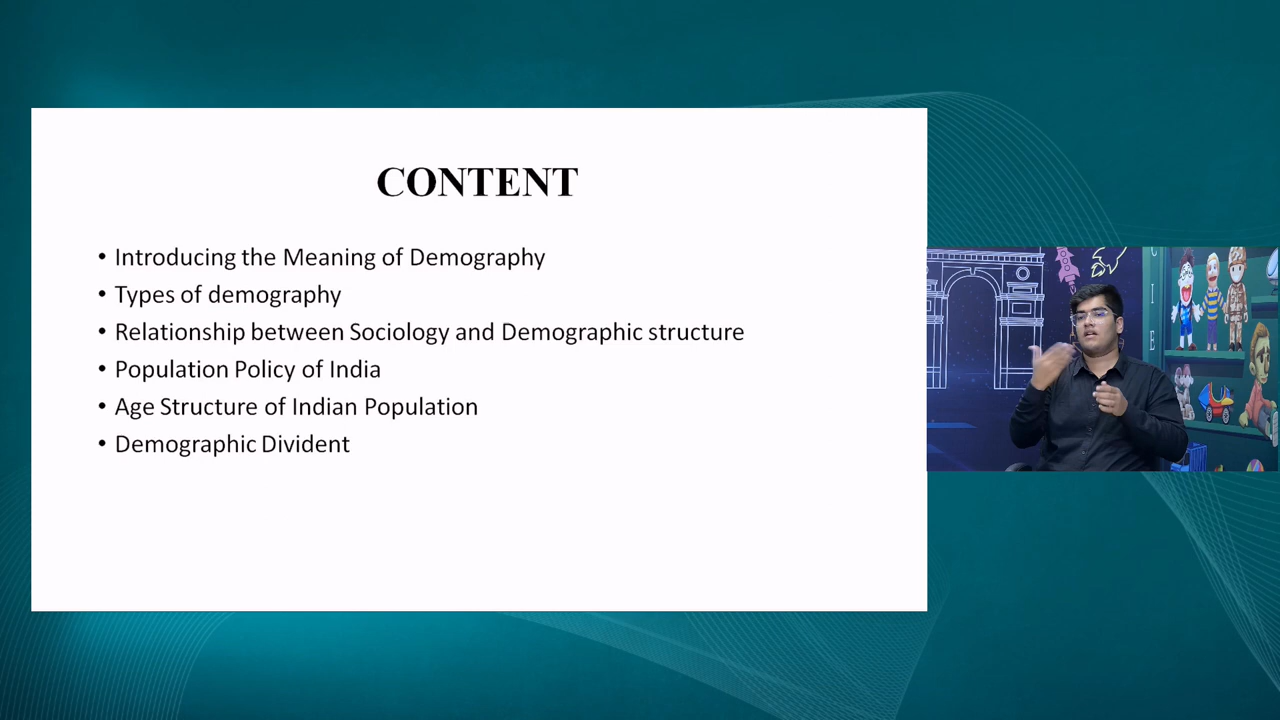 CONTENT
• Introducing the Meaning of Demography
• Types of demography
• Relationship between Sociology and Demographic structure
• Population Policy of India
• Age Structure of Indian Population
• Demographic Divident
C
I
E